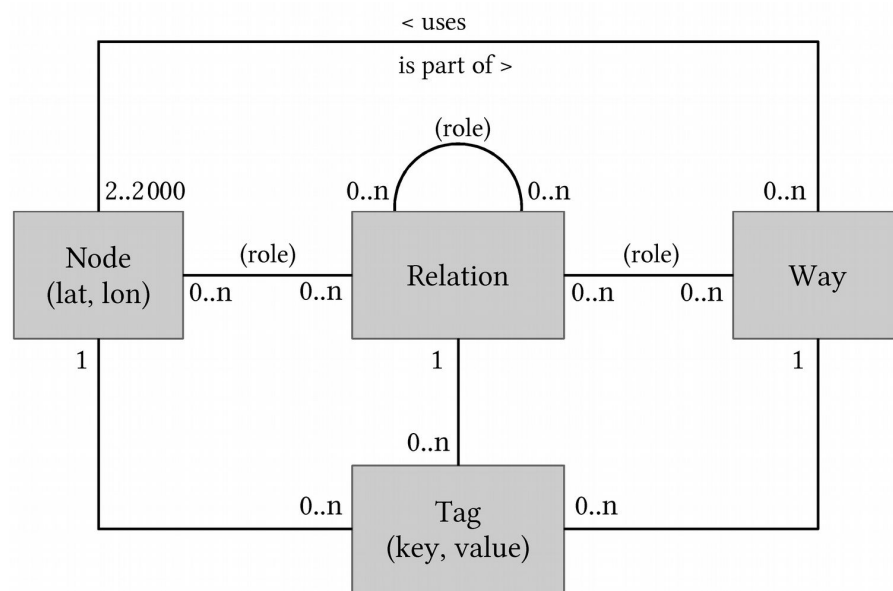 < uses
is part of >
(role)
2..2000
0..n
0..n
0..n
Node
(lat, lon)
(role)
0..n
0..n
Relation
(role)
0..n
0..n
Way
1
1
1
0..n
0..n
0..n
Tag
(key, value)